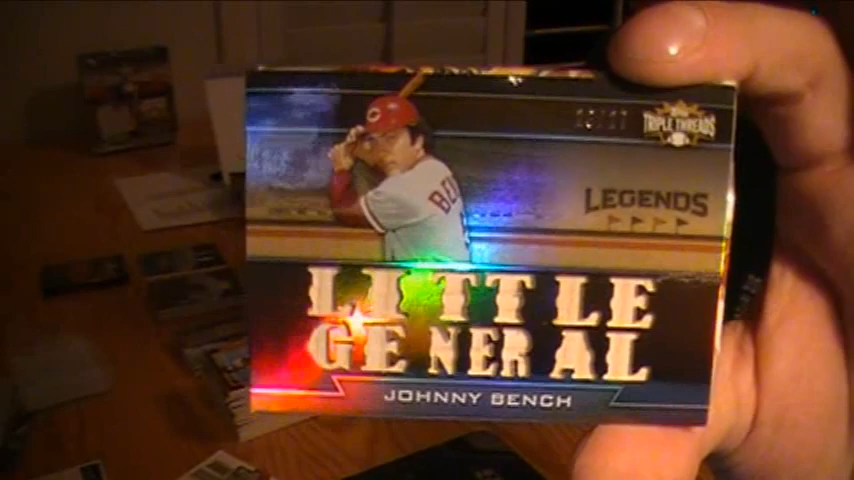 TRIPLE THREADS
LEGENDS
LITTLE
GENERAL
JOHNNY BENCH